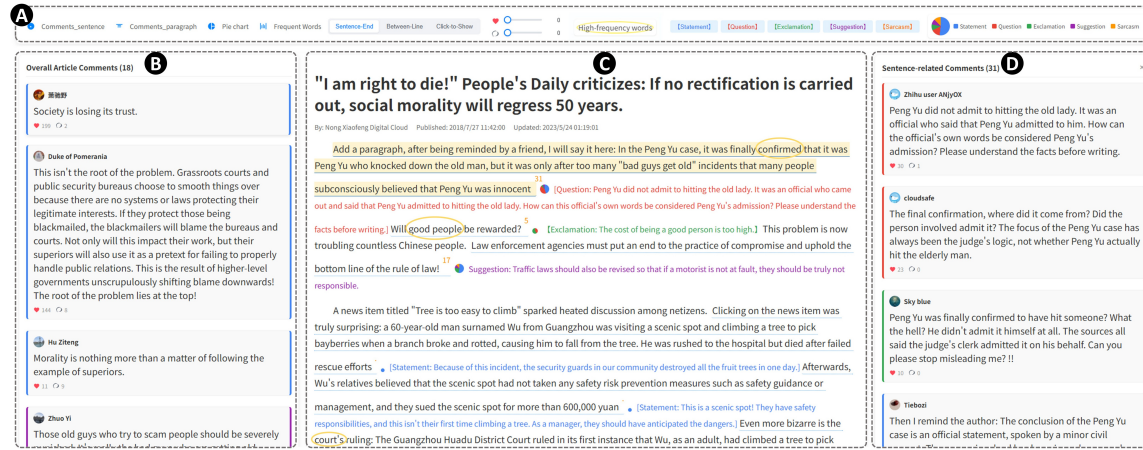 A
Comments_sentence Comments_paragraph Pie chart Frequent Words Sentence-End Between-Line Click-to-Show 0 0 High-frequency words 【Statement】 【Question】 【Exclamation】 【Suggestion】 【Sarcasm】 Statement Question Exclamation Suggestion Sarcasm
B
Overall Article Comments (18)
Society is losing its trust.
198 2
Duke of Pomerania
This isn't the root of the problem. Grassroots courts and
public security bureaus choose to smooth things over
because there are no systems or laws protecting their
legitimate interests. If they protect those being
blackmailed, the blackmailers will blame the bureaus and
courts. Not only will this impact their work, but their
superiors will also use it as a pretext for failing to properly
handle public relations. This is the result of higher-level
governments unscrupulously shifting blame downwards!
The root of the problem lies at the top!
144 8
Hu Ziteng
Morality is nothing more than a matter of following the
example of superiors.
11 9
Zhuo Yi
Those old guys who try to scam people should be severely
C
"I am right to die!" People's Daily criticizes: If no rectification is carried
out, social morality will regress 50 years.
By: Nong Xiaofeng Digital Cloud Published: 2018/7/27 11:42:00 Updated: 2023/5/24 01:19:01
Add a paragraph, after being reminded by a friend, I will say it here: In the Peng Yu case, it was finally confirmed that it was
Peng Yu who knocked down the old man, but it was only after too many "bad guys get old" incidents that many people
subconsciously believed that Peng Yu was innocent 31 [Question: Peng Yu did not admit to hitting the old lady. It was an official who came
out and said that Peng Yu admitted to hitting the old lady. How can this official's own words be considered Peng Yu's admission? Please understand the
facts before writing.] Will good people be rewarded? 5 【Exclamation: The cost of being a good person is too high.】 This problem is now
troubling countless Chinese people. Law enforcement agencies must put an end to the practice of compromise and uphold the
bottom line of the rule of law! 17 Suggestion: Traffic laws should also be revised so that if a motorist is not at fault, they should be truly not
responsible.
A news item titled "Tree is too easy to climb" sparked heated discussion among netizens. Clicking on the news item was
truly surprising: a 60-year-old man surnamed Wu from Guangzhou was visiting a scenic spot and climbing a tree to pick
bayberries when a branch broke and rotted, causing him to fall from the tree. He was rushed to the hospital but died after failed
rescue efforts [Statement: Because of this incident, the security guards in our community destroyed all the fruit trees in one day.] Afterwards,
Wu's relatives believed that the scenic spot had not taken any safety risk prevention measures such as safety guidance or
management, and they sued the scenic spot for more than 600,000 yuan [Statement: This is a scenic spot! They have safety
responsibilities, and this isn't their first time climbing a tree. As a manager, they should have anticipated the dangers.] Even more bizarre is the
court's ruling: The Guangzhou Huadu District Court ruled in its first instance that Wu, as an adult, had climbed a tree to pick
D
Sentence-related Comments (31)
Zhihu user ANjyOX
Peng Yu did not admit to hitting the old lady. It was an
official who said that Peng Yu admitted to him. How can
the official's own words be considered Peng Yu's
admission? Please understand the facts before writing.
30 1
cloudsafe
The final confirmation, where did it come from? Did the
person involved admit it? The focus of the Peng Yu case has
always been the judge's logic, not whether Peng Yu actually
hit the elderly man.
23 0
Sky blue
Peng Yu was finally confirmed to have hit someone? What
the hell? He didn't admit it himself at all. The sources all
said the judge's clerk admitted it on his behalf. Can you
please stop misleading me? !!
10 0
Tiebozi
Then I remind the author: The conclusion of the Peng Yu
case is an official statement, spoken by a minor civil